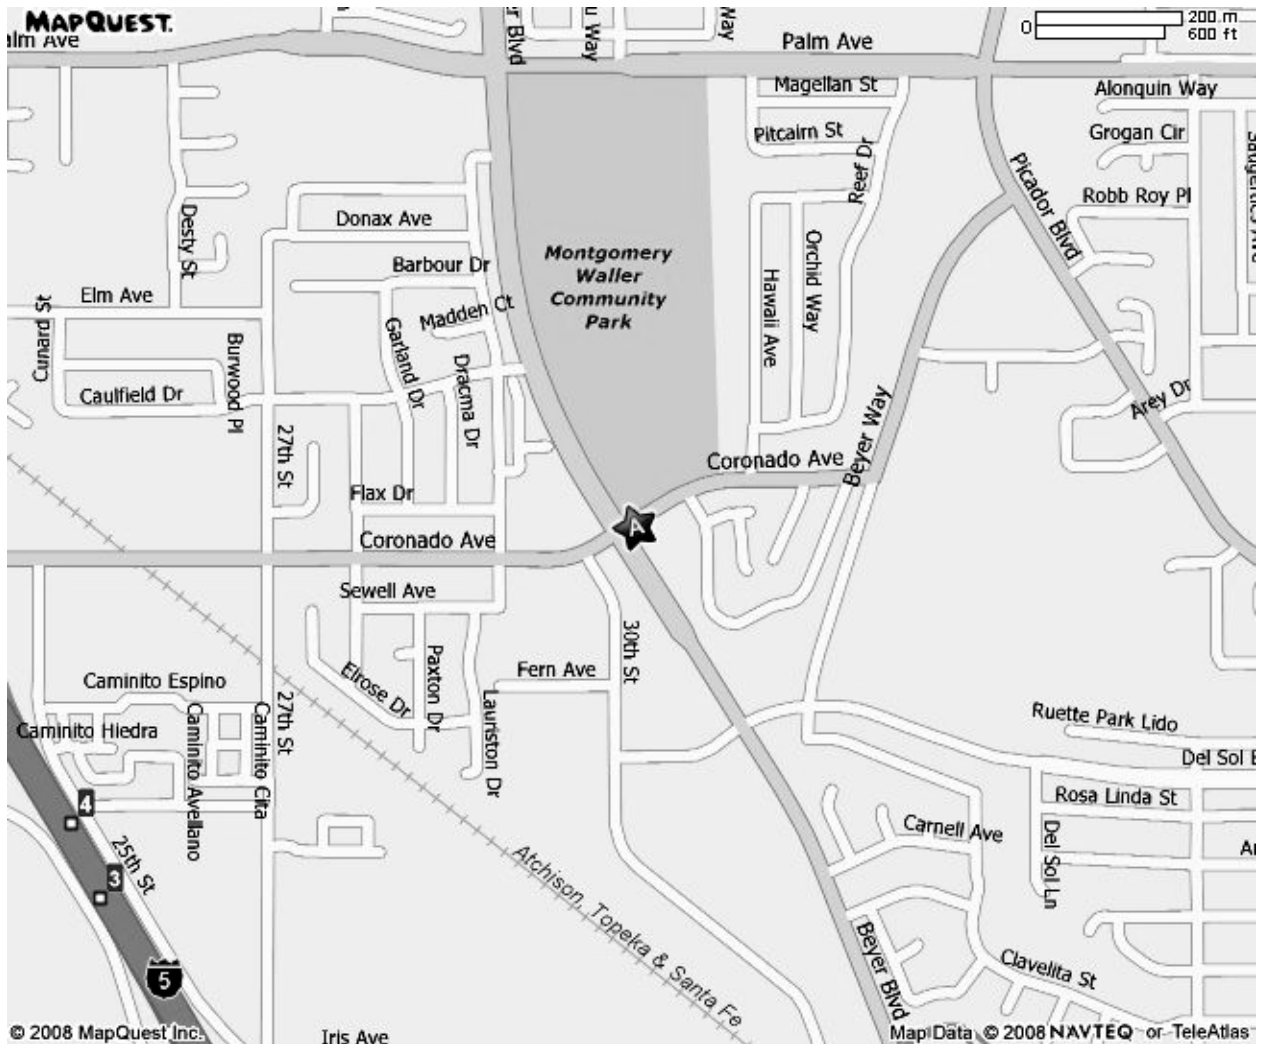 MAPQUEST.
200 m
0
600 ft
alm Ave
r Blvd
u Way
Way
Palm Ave
Magellan St
Alonquin Way
Pitcairn St
Grogan Cir
Reef Dr
Picador Blvd
Robb Roy Pl
Desty St
Donax Ave
Montgomery
Waller
Community
Park
Orchid Way
Hawaii Ave
Barbour Dr
Elm Ave
Madden Ct
Cunard St
Burwood Pl
Garland Dr
Dracma Dr
Caulfield Dr
Arey Dr
Beyer Way
27th St
Coronado Ave
Flax Dr
A
Coronado Ave
Sewell Ave
30th St
Fern Ave
Paxton Dr
Elrose Dr
Caminito Espino
27th St
Lauriston Dr
Caminito Hiedra
Caminito Avellano
Caminito Cita
Ruette Park Lido
Del Sol B
Rosa Linda St
4
Carnell Ave
Del Sol Ln
25th St
3
Atchison, Topeka & Santa Fe
Beyer Blvd
Clavelita St
5
© 2008 MapQuest Inc.
Iris Ave
Map Data © 2008 NAVTEQ or TeleAtlas